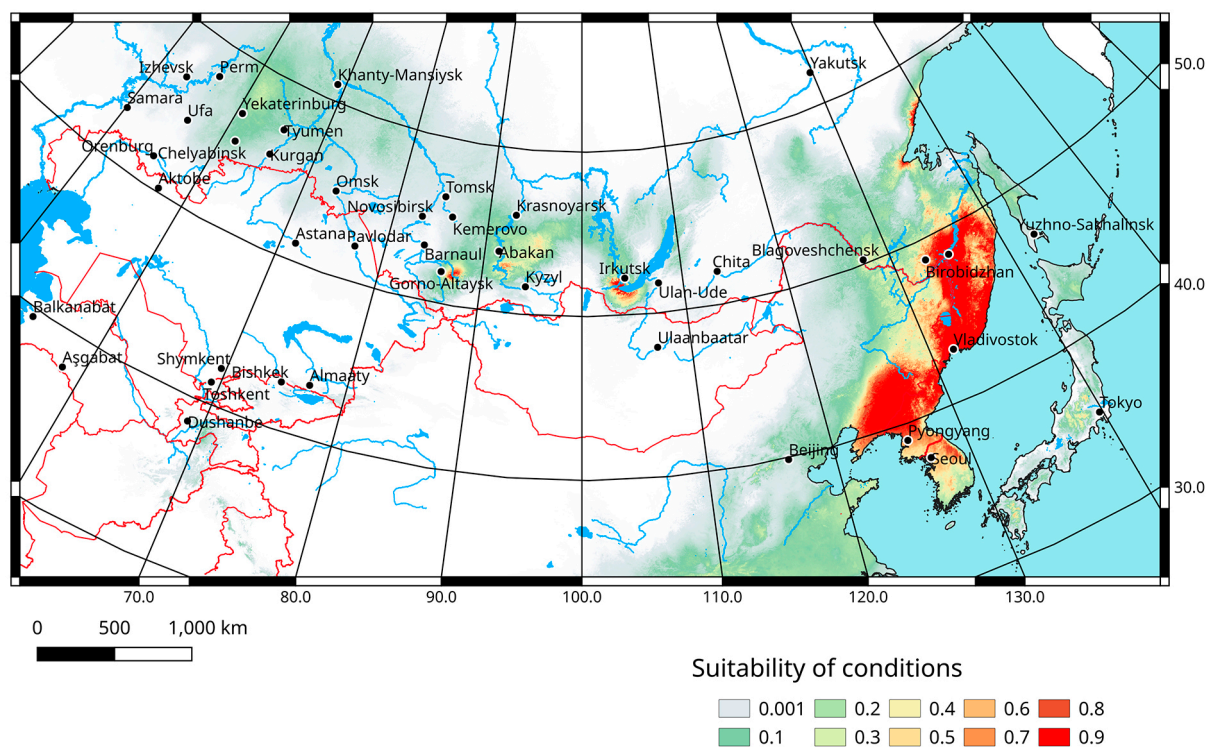 Yakutsk
50.0
Izhevsk
Perm
Khanty-Mansiysk
Samara
Ufa
Yekaterinburg
Tyumen
Orenburg
Chelyabinsk
Kurgan
Aktobe
Omsk
Tomsk
Novosibirsk
Krasnoyarsk
Kemerovo
Yuzhno-Sakhalinsk
Astana
Pavlodar
Barnaul
Abakan
Blagoveshchensk
Irkutsk
Chita
Birobidzhan
Gorno-Altaysk
Kyzyl
Ulan-Ude
40.0
Balkanabat
Ulaanbaatar
Vladivostok
Aşgabat
Shymkent
Bishkek
Almaaty
Toshkent
Tokyo
Dushanbe
Pyongyang
Beijing
Seoul
30.0
70.0 80.0 90.0 100.0 110.0 120.0 130.0
0 500 1,000 km
Suitability of conditions
0.001 0.2 0.4 0.6 0.8
0.1 0.3 0.5 0.7 0.9